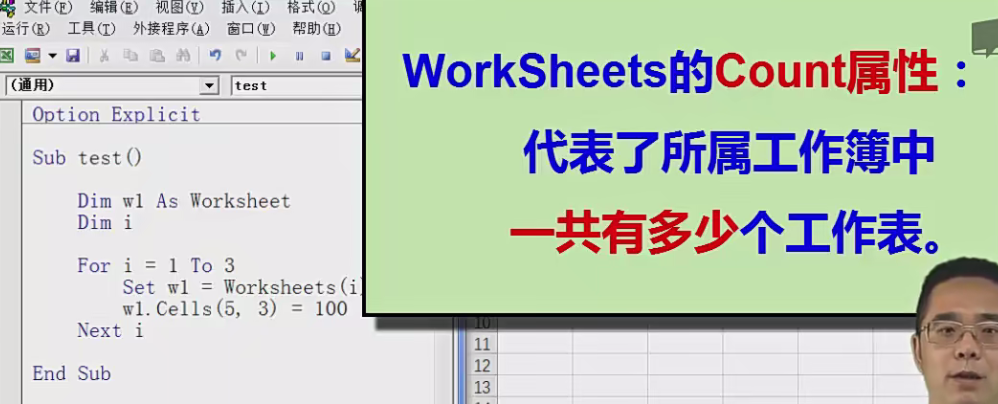 文件(F) 编辑(E) 视图(V) 插入(I) 格式(O)
运行(R) 工具(T) 外接程序(A) 窗口(W) 帮助(H)
(通用)
test
Option Explicit
Sub test()
Dim w1 As Worksheet
Dim i
For i = 1 To 3
Set w1 = Worksheets(i)
w1.Cells(5, 3) = 100
Next i
End Sub
WorkSheets的Count属性：
代表了所属工作簿中
一共有多少个工作表。
10
11
12
13